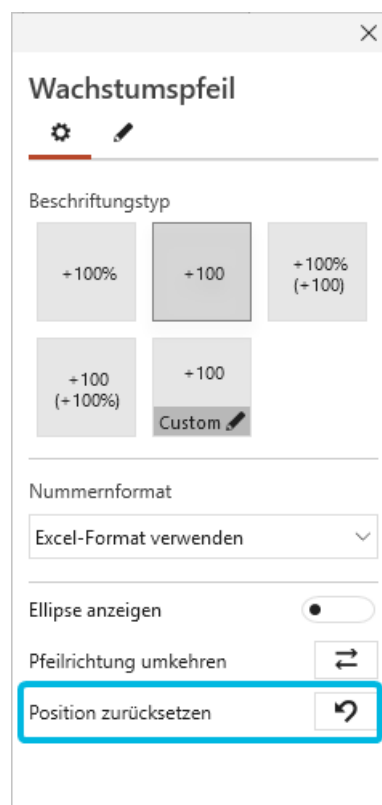 Wachstumspfeil
Beschriftungstyp
+100%
+100
+100%
(+100)
+100
(+100%)
+100
Custom
Nummernformat
Excel-Format verwenden
Ellipse anzeigen
Pfeilrichtung umkehren
Position zurücksetzen